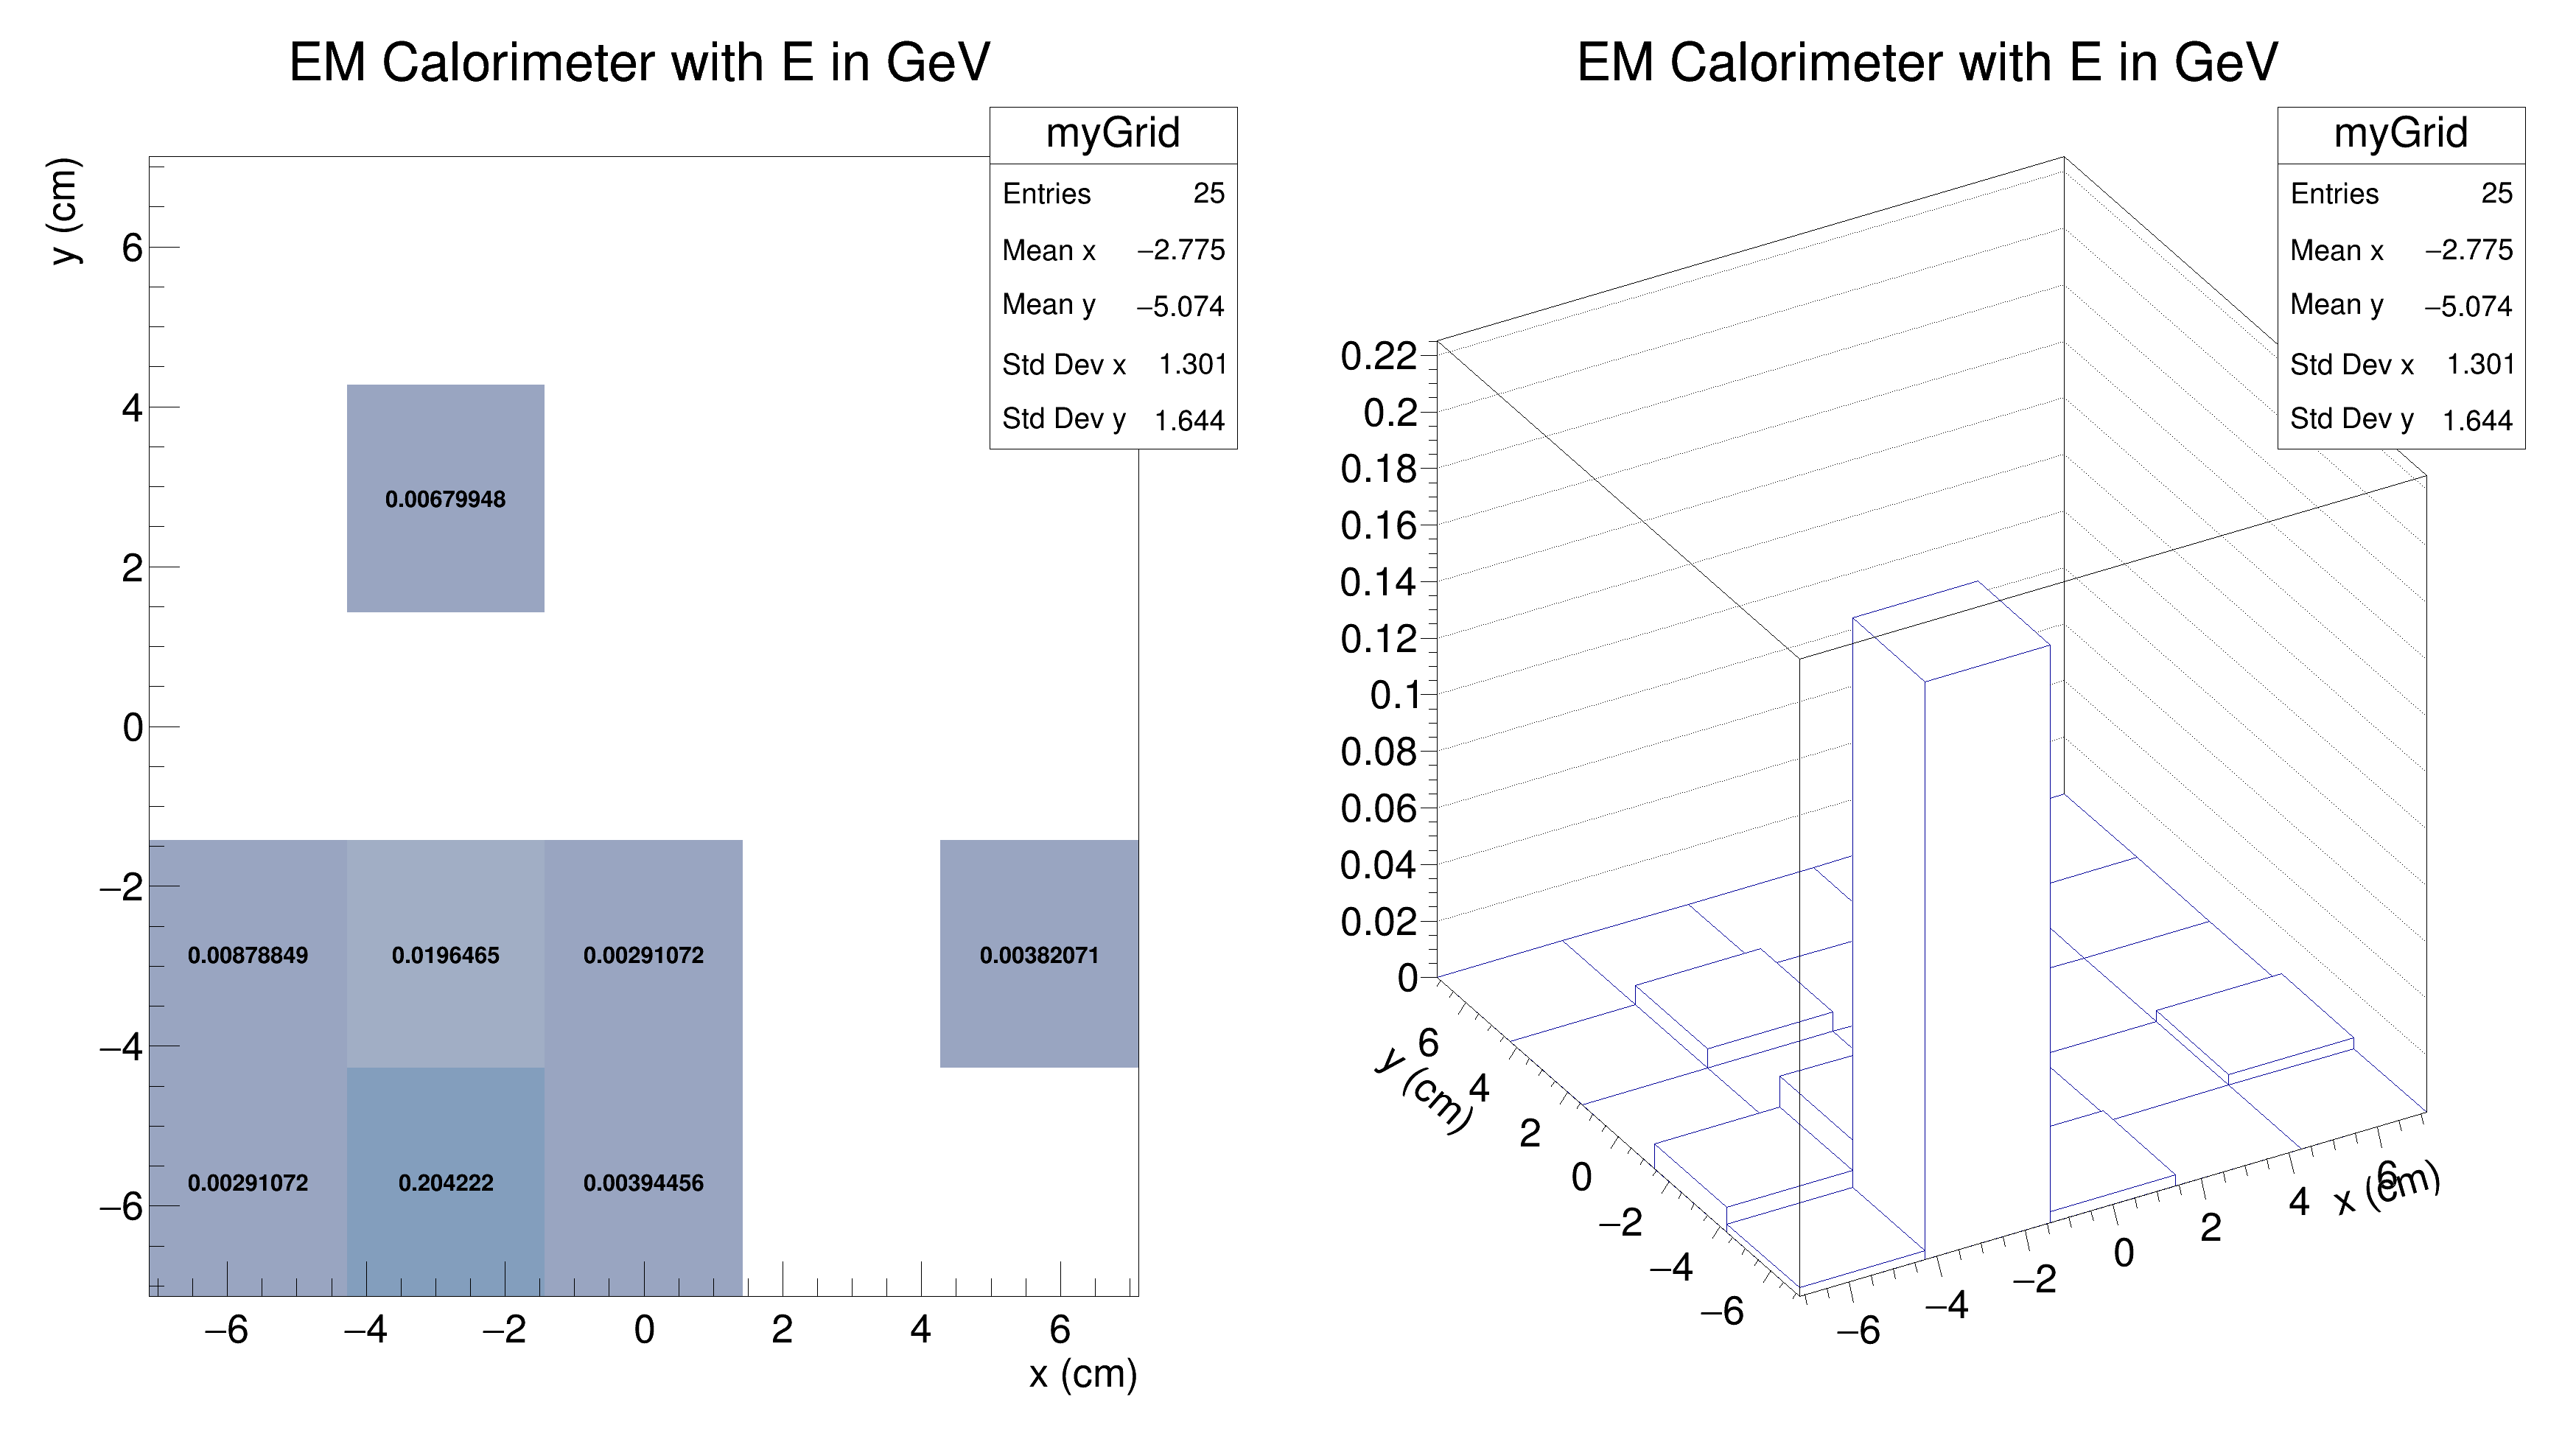 EM Calorimeter with E in GeV
myGrid
Entries 25
Mean x −2.775
Mean y −5.074
Std Dev x 1.301
Std Dev y 1.644
y (cm)
6
4
2
0
−2
−4
−6
0.00679948
0.00878849 0.0196465 0.00291072 0.00382071
0.00291072 0.204222 0.00394456
−6 −4 −2 0 2 4 6
x (cm)
EM Calorimeter with E in GeV
myGrid
Entries 25
Mean x −2.775
Mean y −5.074
Std Dev x 1.301
Std Dev y 1.644
0.22
0.2
0.18
0.16
0.14
0.12
0.1
0.08
0.06
0.04
0.02
0
y (cm)
6
4
2
0
−2
−4
−6
−6 −4 −2 0 2 4 6
x (cm)